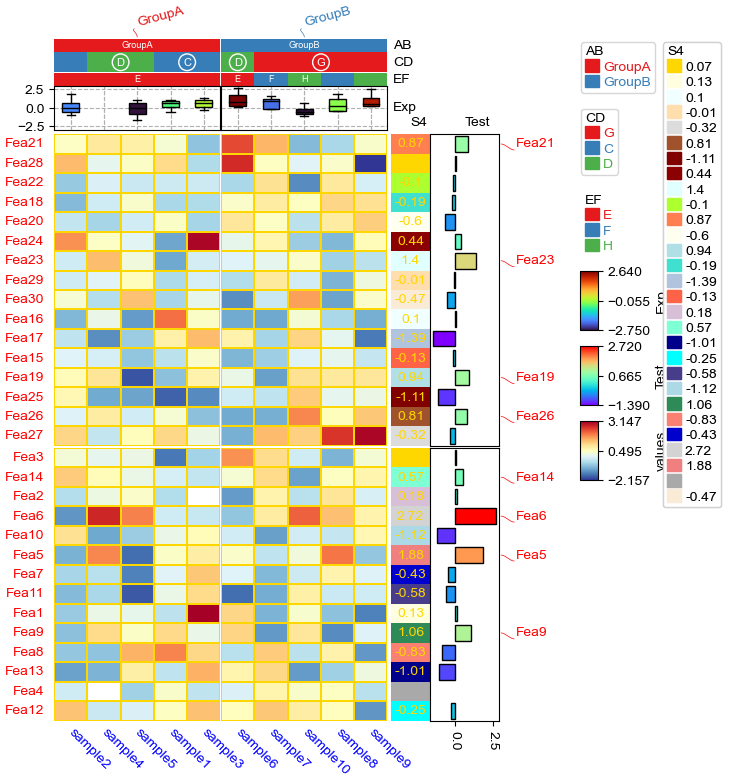 GroupA
GroupB
GroupA GroupB AB
D C D G CD
E E F H EF
2.5
0.0
−2.5
Exp
S4 Test
Fea21 0.87 Fea21
Fea28
Fea22
Fea18 -0.19
Fea20 -0.6
Fea24 0.44
Fea23 1.4 Fea23
Fea29 -0.01
Fea30 -0.47
Fea16 0.1
Fea17 -1.39
Fea15 -0.13
Fea19 0.94 Fea19
Fea25 -1.11
Fea26 0.81 Fea26
Fea27 -0.32
Fea3
Fea14 0.57 Fea14
Fea2 0.18
Fea6 2.72 Fea6
Fea10 -1.12
Fea5 1.88 Fea5
Fea7 -0.43
Fea11 -0.58
Fea1 0.13
Fea9 1.06 Fea9
Fea8 -0.83
Fea13 -1.01
Fea4
Fea12 -0.25
sample2 sample4 sample5 sample1 sample3 sample6 sample7 sample10 sample8 sample9
0.0 2.5
AB
GroupA
GroupB
CD
G
C
D
EF
E
F
H
2.640
−0.055
−2.750
Exp
2.720
0.665
−1.390
Test
3.147
0.495
−2.157
values
S4
0.07
0.13
0.1
-0.01
-0.32
0.81
-1.11
0.44
1.4
-0.1
0.87
-0.6
0.94
-0.19
-1.39
-0.13
0.18
0.57
-1.01
-0.25
-0.58
-1.12
1.06
-0.83
-0.43
2.72
1.88
-0.47